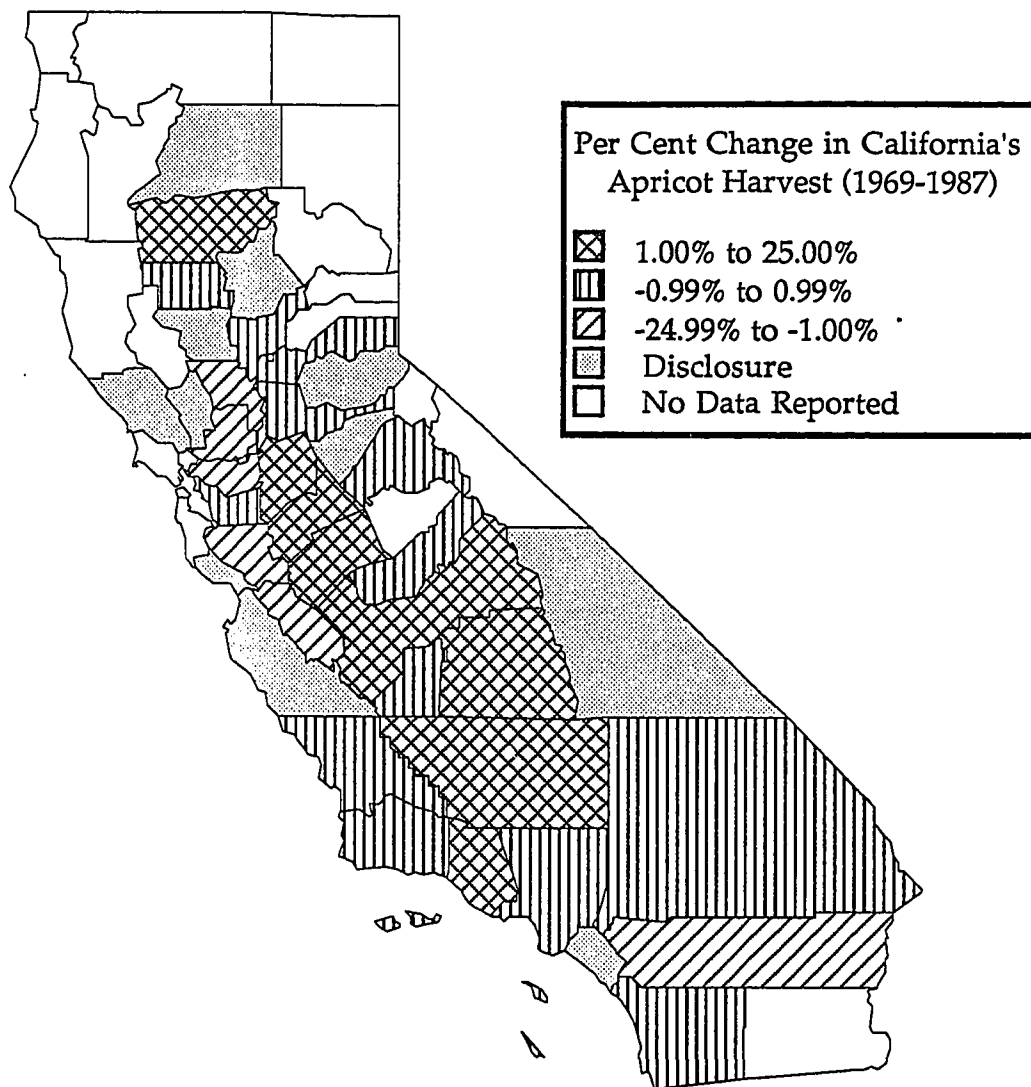 Per Cent Change in California's
Apricot Harvest (1969-1987)
1.00% to 25.00%
-0.99% to 0.99%
-24.99% to -1.00%
Disclosure
No Data Reported